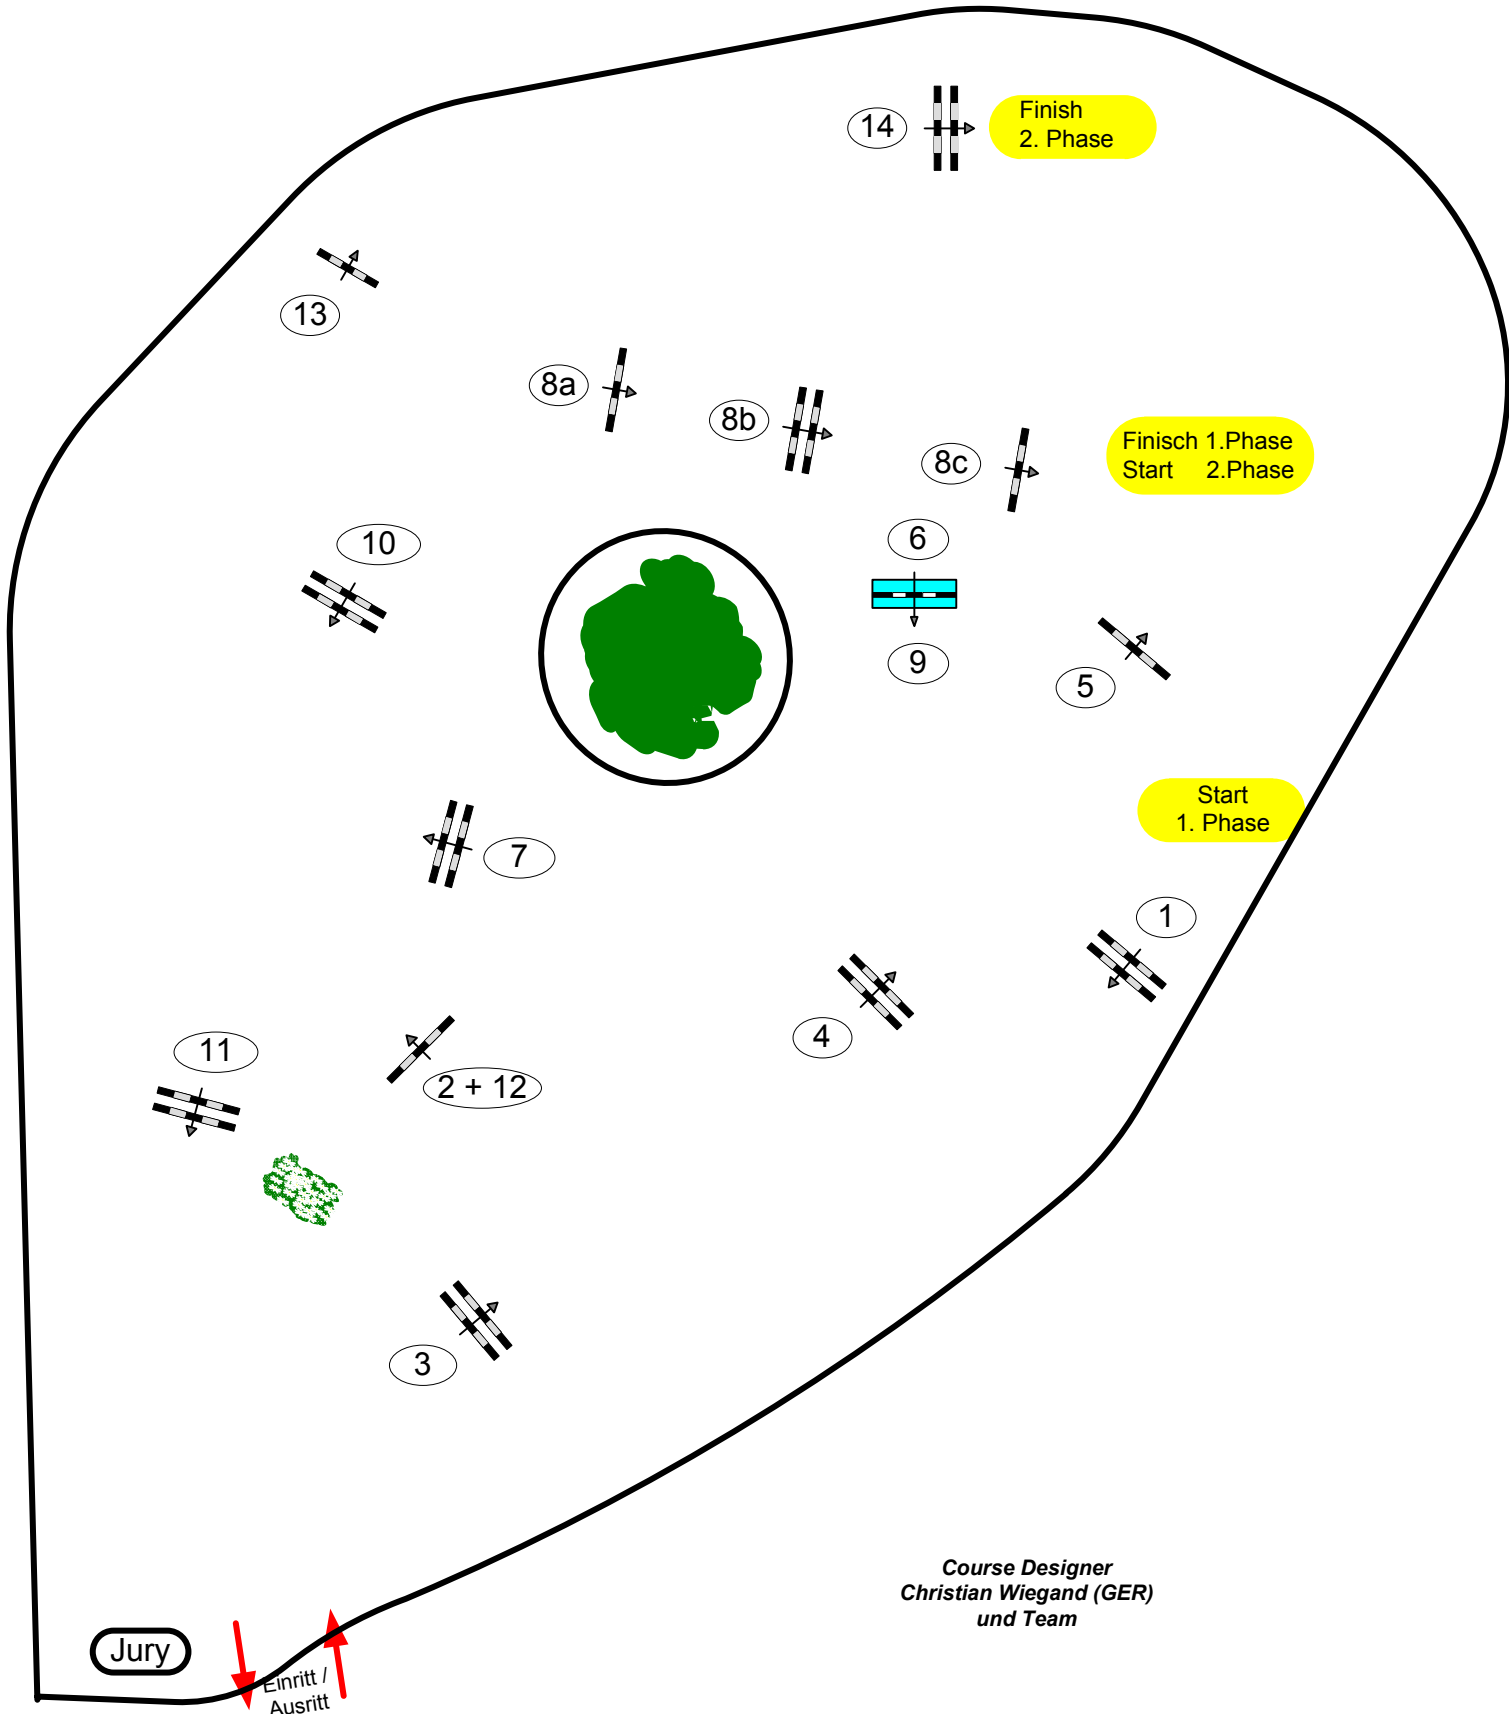 14
Finish
2. Phase
13
8a
8b
8c
Finisch 1.Phase
Start 2.Phase
10
6
9
5
Start
1. Phase
7
1
4
11
2 + 12
3
Course Designer
Christian Wiegand (GER)
und Team
Jury
Einritt /
Ausritt